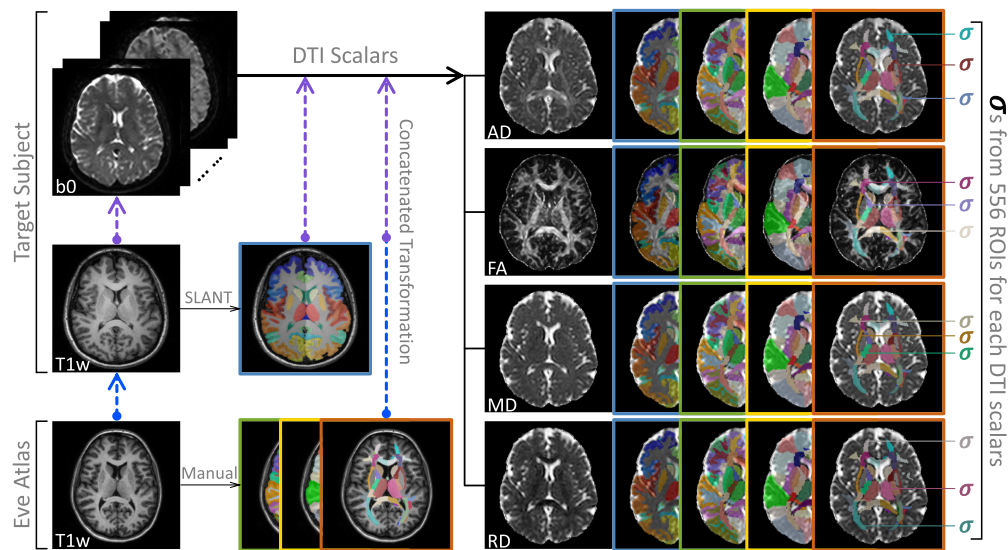 Target Subject
b0
T1w
SLANT
Eve Atlas
T1w
Manual
DTI Scalars
Concatenated Transformation
AD
σ
σ
σ
FA
σ
σ
σ
MD
σ
σ
σ
RD
σ
σ
σ
σs from 556 ROIs for each DTI scalars